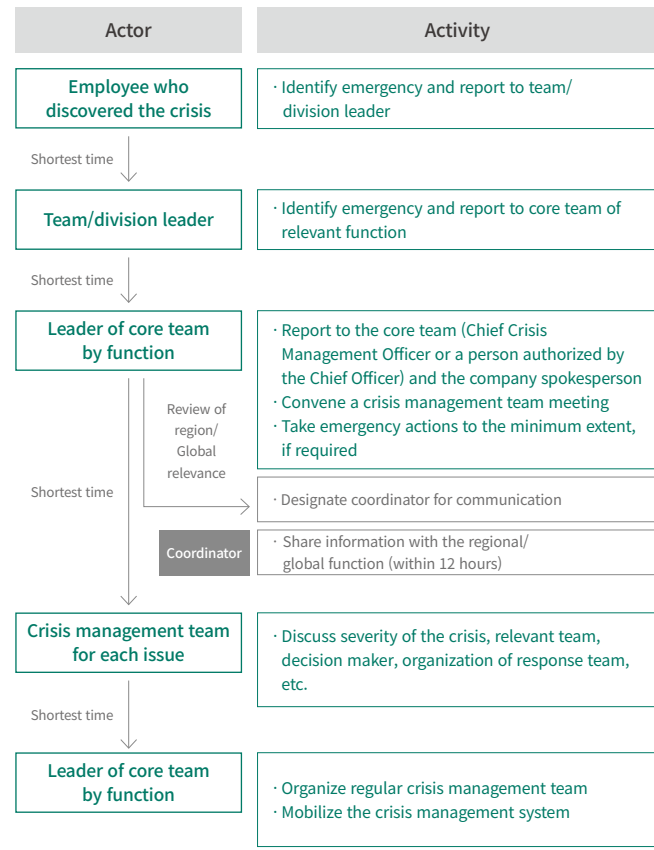 Actor
Activity
Employee who
discovered the crisis
· Identify emergency and report to team/
division leader
Shortest time
Team/division leader
· Identify emergency and report to core team of
relevant function
Shortest time
Leader of core team
by function
· Report to the core team (Chief Crisis
Management Officer or a person authorized by
the Chief Officer) and the company spokesperson
· Convene a crisis management team meeting
· Take emergency actions to the minimum extent,
if required
Review of
region/
Global
relevance
Shortest time
· Designate coordinator for communication
Coordinator
· Share information with the regional/
global function (within 12 hours)
Crisis management team
for each issue
· Discuss severity of the crisis, relevant team,
decision maker, organization of response team,
etc.
Shortest time
Leader of core team
by function
· Organize regular crisis management team
· Mobilize the crisis management system